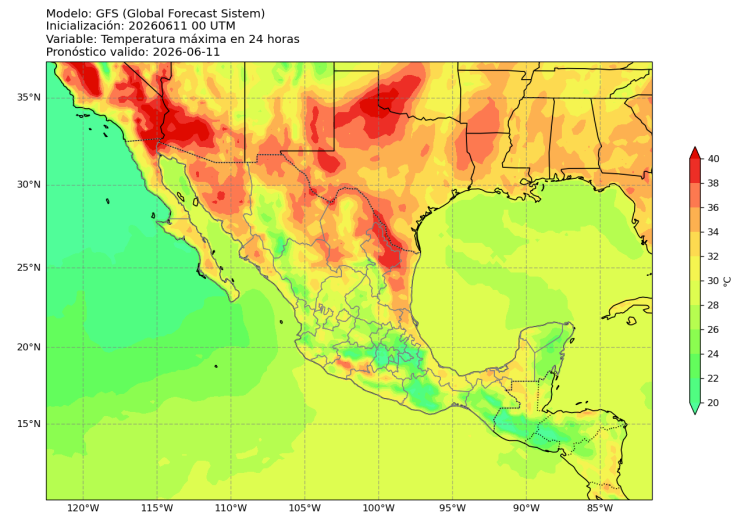 Modelo: GFS (Global Forecast Sistem)
Inicialización: 20260611 00 UTM
Variable: Temperatura máxima en 24 horas
Pronóstico valido: 2026-06-11
35°N
30°N
25°N
20°N
15°N
120°W 115°W 110°W 105°W 100°W 95°W 90°W 85°W
40
38
36
34
32
30
28
26
24
22
20
°C